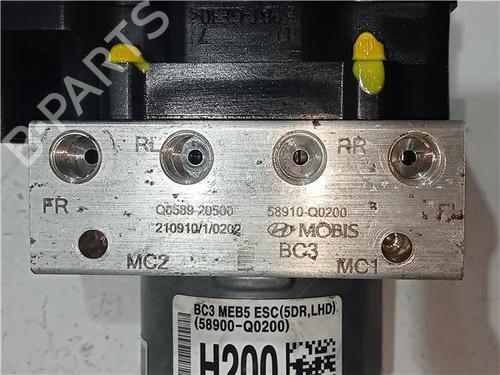 RL RR
FR FL
Q0589-20500 58910-Q0200
210910/1/0202 MOBIS
BC3
MC2 MC1
BC3 MEB5 ESC(5DR,LHD)
(58900-Q0200)
H200